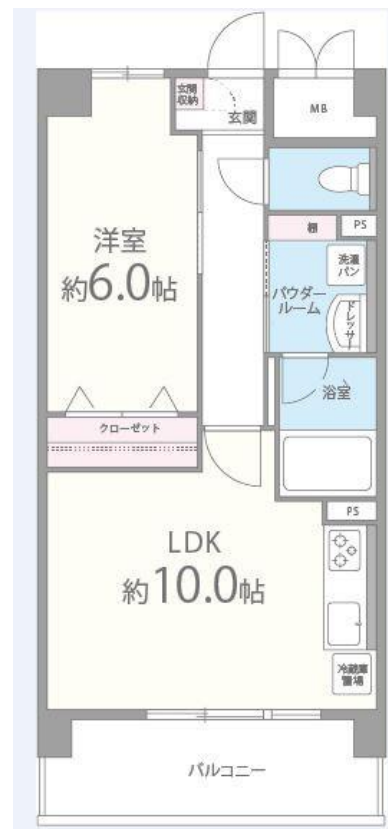 玄関
収納
玄関
MB
洋室
約6.0帖
棚
PS
洗濯
パン
パウダー
ルーム
ドレッサー
浴室
クローゼット
PS
LDK
約10.0帖
冷蔵庫
置場
バルコニー